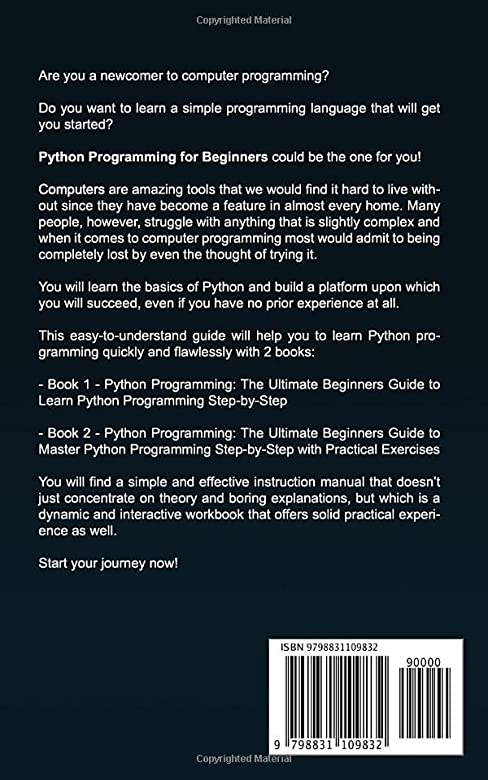 Copyrighted Material
Are you a newcomer to computer programming?
Do you want to learn a simple programming language that will get
you started?
Python Programming for Beginners could be the one for you!
Computers are amazing tools that we would find it hard to live with-
out since they have become a feature in almost every home. Many
people, however, struggle with anything that is slightly complex and
when it comes to computer programming most would admit to being
completely lost by even the thought of trying it.
You will learn the basics of Python and build a platform upon which
you will succeed, even if you have no prior experience at all.
This easy-to-understand guide will help you to learn Python pro-
gramming quickly and flawlessly with 2 books:
- Book 1 - Python Programming: The Ultimate Beginners Guide to
Learn Python Programming Step-by-Step
- Book 2 - Python Programming: The Ultimate Beginners Guide to
Master Python Programming Step-by-Step with Practical Exercises
You will find a simple and effective instruction manual that doesn't
just concentrate on theory and boring explanations, but which is a
dynamic and interactive workbook that offers solid practical experi-
ence as well.
Start your journey now!
ISBN 9798831109832
90000
9 798831 109832
Copyrighted Material